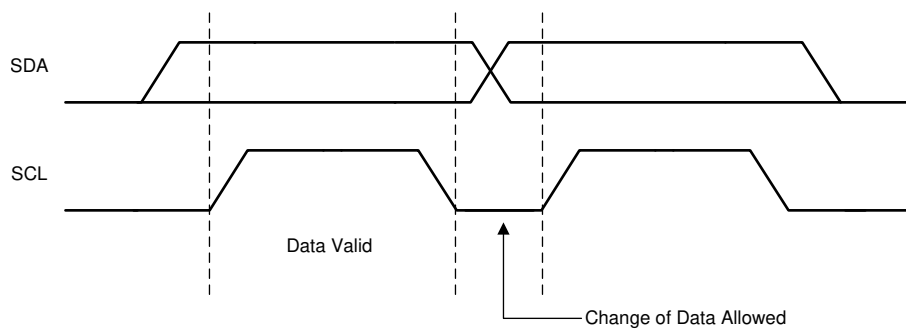 SDA
SCL
Data Valid
Change of Data Allowed